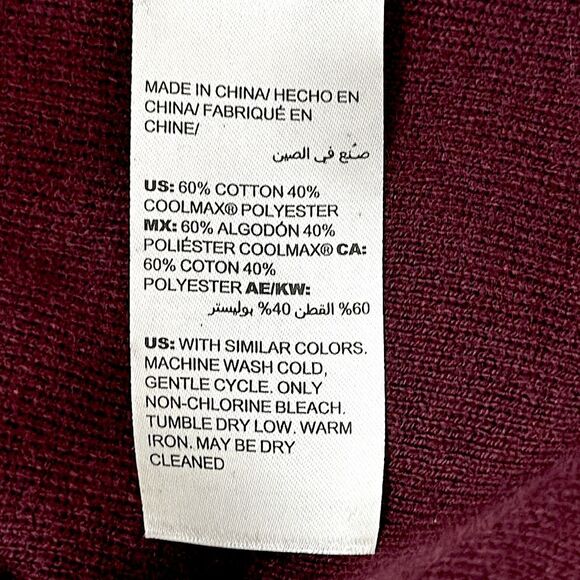 MADE IN CHINA/ HECHO EN
CHINA/ FABRIQUÉ EN
CHINE/
صُنع في الصين
US: 60% COTTON 40%
COOLMAX® POLYESTER
MX: 60% ALGODÓN 40%
POLIÉSTER COOLMAX® CA:
60% COTON 40%
POLYESTER AE/KW:
60% القطن 40% بوليستر
US: WITH SIMILAR COLORS.
MACHINE WASH COLD,
GENTLE CYCLE. ONLY
NON-CHLORINE BLEACH.
TUMBLE DRY LOW. WARM
IRON. MAY BE DRY
CLEANED